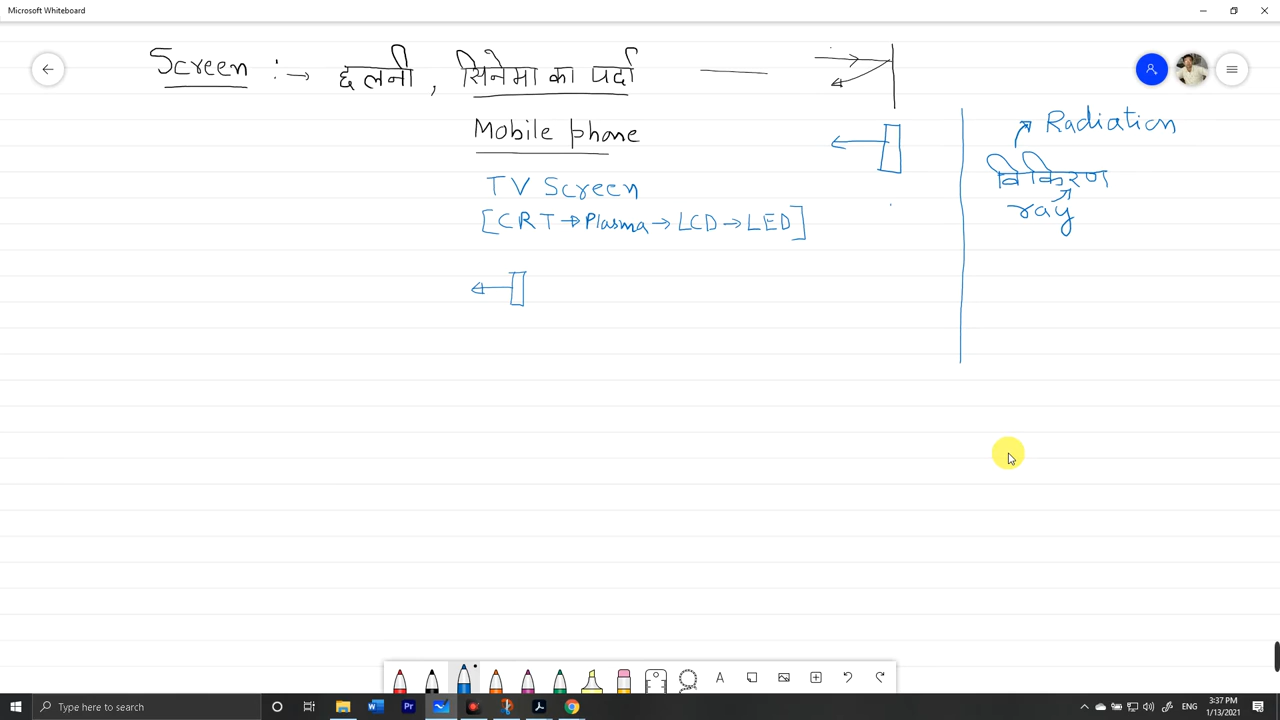 Microsoft Whiteboard
Screen :→ छलनी, सिनेमा का पर्दा
Mobile phone
TV Screen
[CRT → Plasma → LCD → LED]
Radiation
विकिरण
ray
A
Type here to search
W
Pr
ENG
3:37 PM
1/13/2021